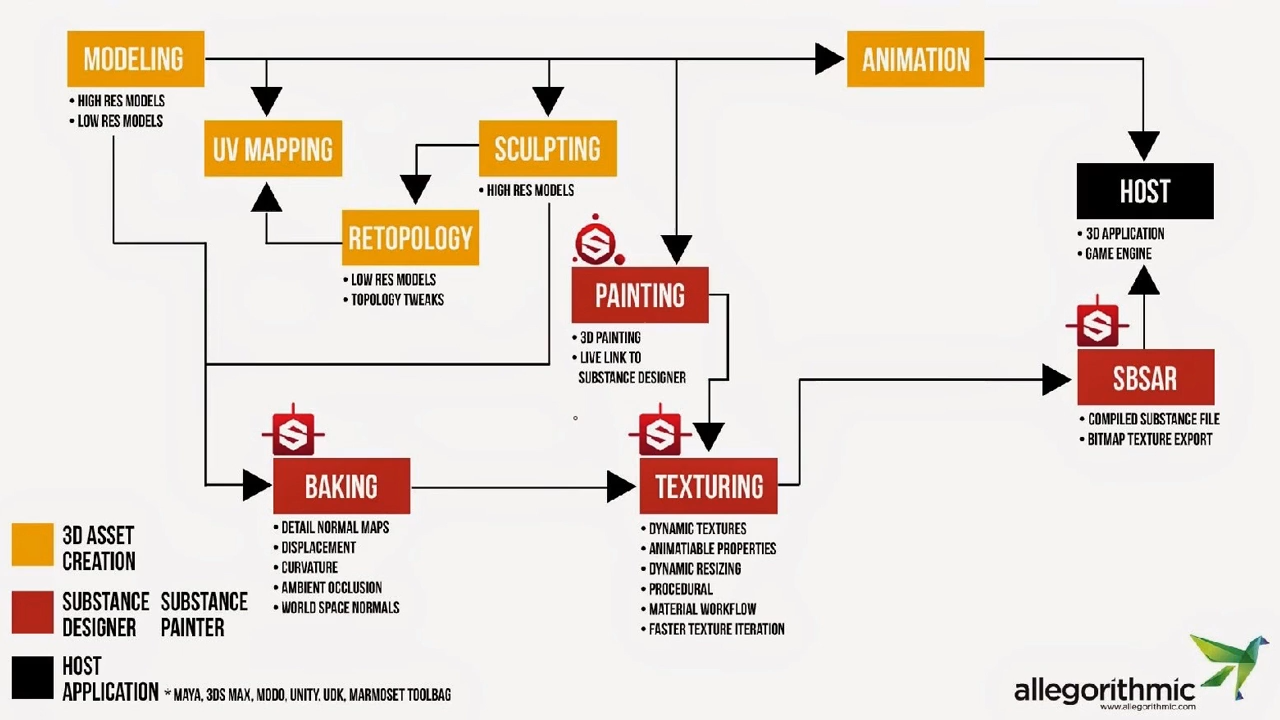 MODELING
• HIGH RES MODELS
• LOW RES MODELS
ANIMATION
UV MAPPING
SCULPTING
• HIGH RES MODELS
RETOPOLOGY
• LOW RES MODELS
• TOPOLOGY TWEAKS
HOST
• 3D APPLICATION
• GAME ENGINE
PAINTING
• 3D PAINTING
• LIVE LINK TO
SUBSTANCE DESIGNER
SBSAR
• COMPILED SUBSTANCE FILE
• BITMAP TEXTURE EXPORT
BAKING
• DETAIL NORMAL MAPS
• DISPLACEMENT
• CURVATURE
• AMBIENT OCCLUSION
• WORLD SPACE NORMALS
TEXTURING
• DYNAMIC TEXTURES
• ANIMATIABLE PROPERTIES
• DYNAMIC RESIZING
• PROCEDURAL
• MATERIAL WORKFLOW
• FASTER TEXTURE ITERATION
3D ASSET
CREATION
SUBSTANCE SUBSTANCE
DESIGNER PAINTER
HOST
APPLICATION * MAYA, 3DS MAX, MODO, UNITY, UDK, MARMOSET TOOLBAG
allegorithmic
www.allegorithmic.com